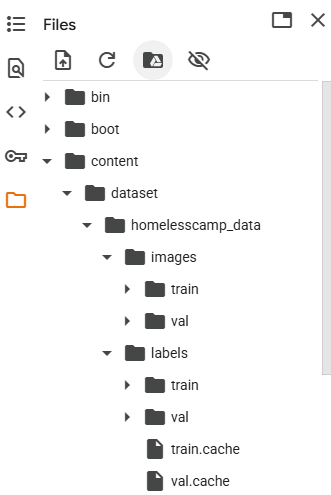 Files
bin
boot
content
dataset
homelesscamp_data
images
train
val
labels
train
val
train.cache
val.cache